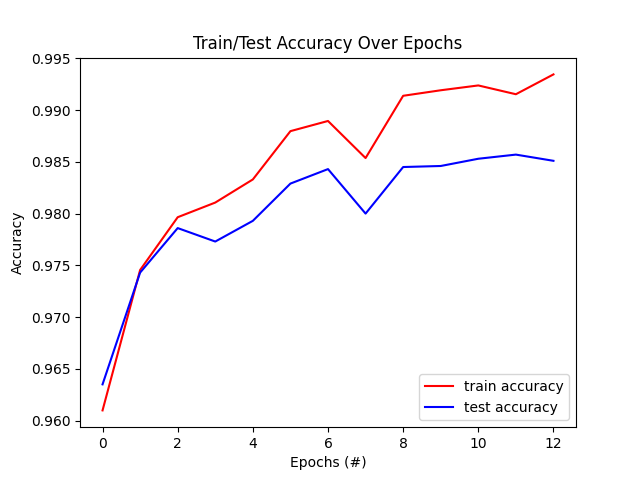 Train/Test Accuracy Over Epochs
0.995
0.990
0.985
0.980
0.975
0.970
0.965
0.960
Accuracy
train accuracy
test accuracy
0 2 4 6 8 10 12
Epochs (#)